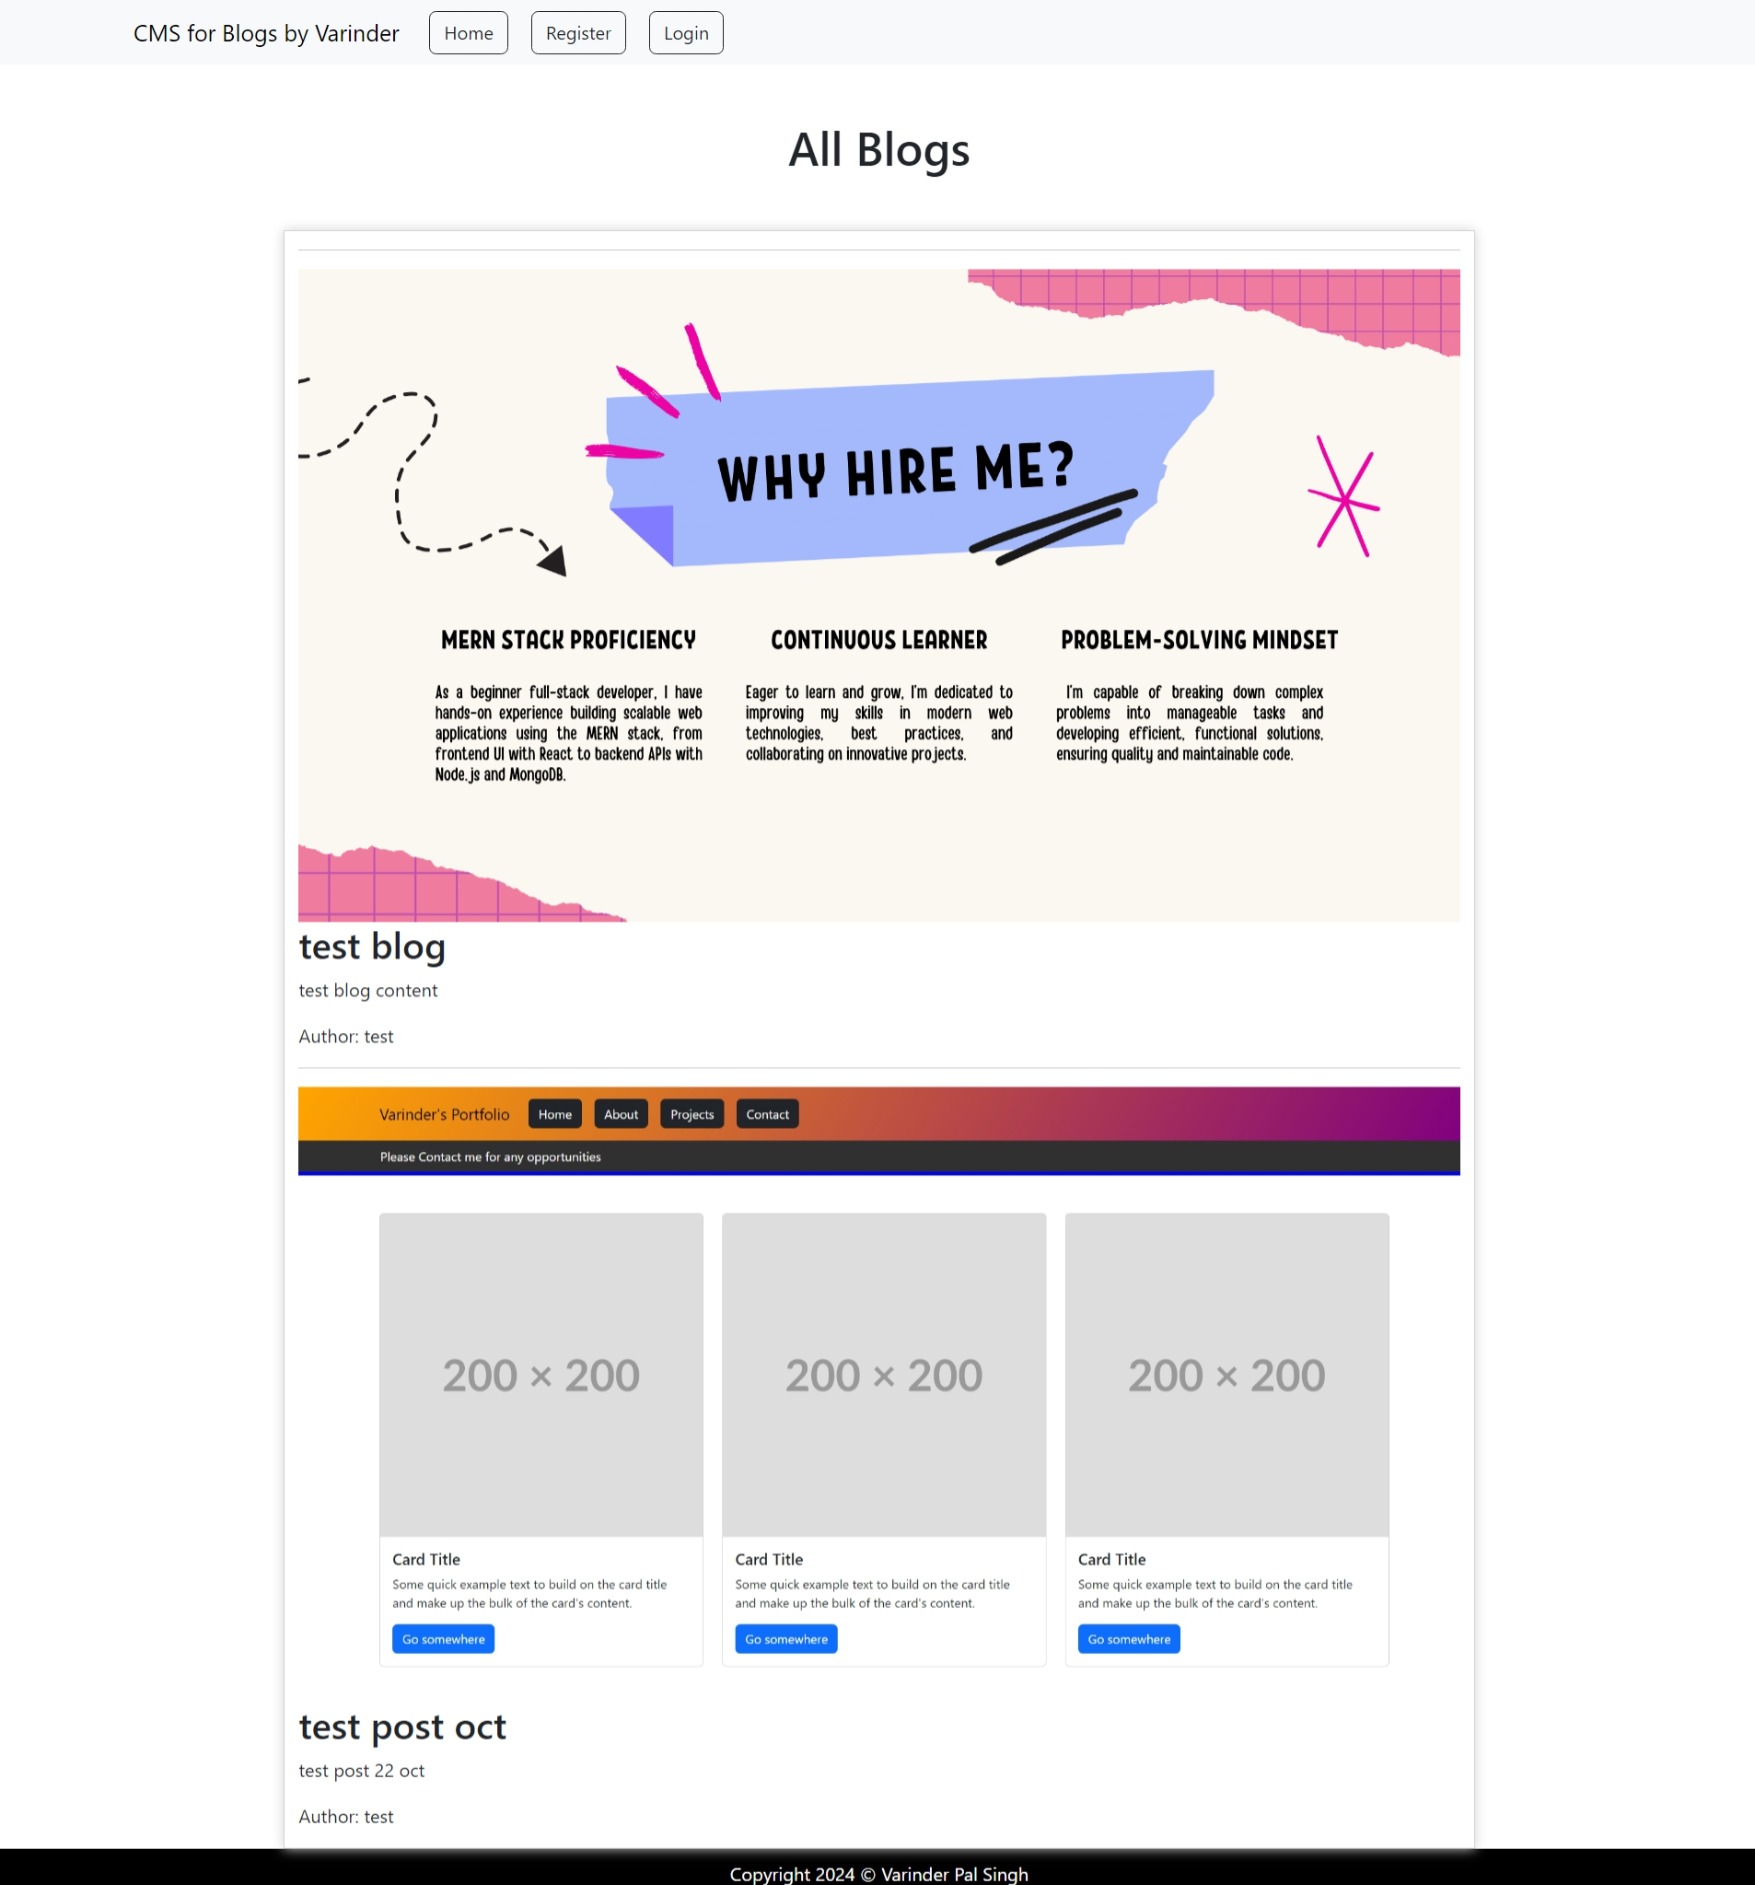 CMS for Blogs by Varinder Home Register Login
All Blogs
WHY HIRE ME?
MERN STACK PROFICIENCY
As a beginner full-stack developer, I have
hands-on experience building scalable web
applications using the MERN stack, from
frontend UI with React to backend APIs with
Node.js and MongoDB.
CONTINUOUS LEARNER
Eager to learn and grow, I'm dedicated to
improving my skills in modern web
technologies, best practices, and
collaborating on innovative projects.
PROBLEM-SOLVING MINDSET
I'm capable of breaking down complex
problems into manageable tasks and
developing efficient, functional solutions,
ensuring quality and maintainable code.
test blog
test blog content
Author: test
Varinder's Portfolio Home About Projects Contact
Please Contact me for any opportunities
200 × 200
Card Title
Some quick example text to build on the card title
and make up the bulk of the card's content.
Go somewhere
200 × 200
Card Title
Some quick example text to build on the card title
and make up the bulk of the card's content.
Go somewhere
200 × 200
Card Title
Some quick example text to build on the card title
and make up the bulk of the card's content.
Go somewhere
test post oct
test post 22 oct
Author: test
Copyright 2024 © Varinder Pal Singh